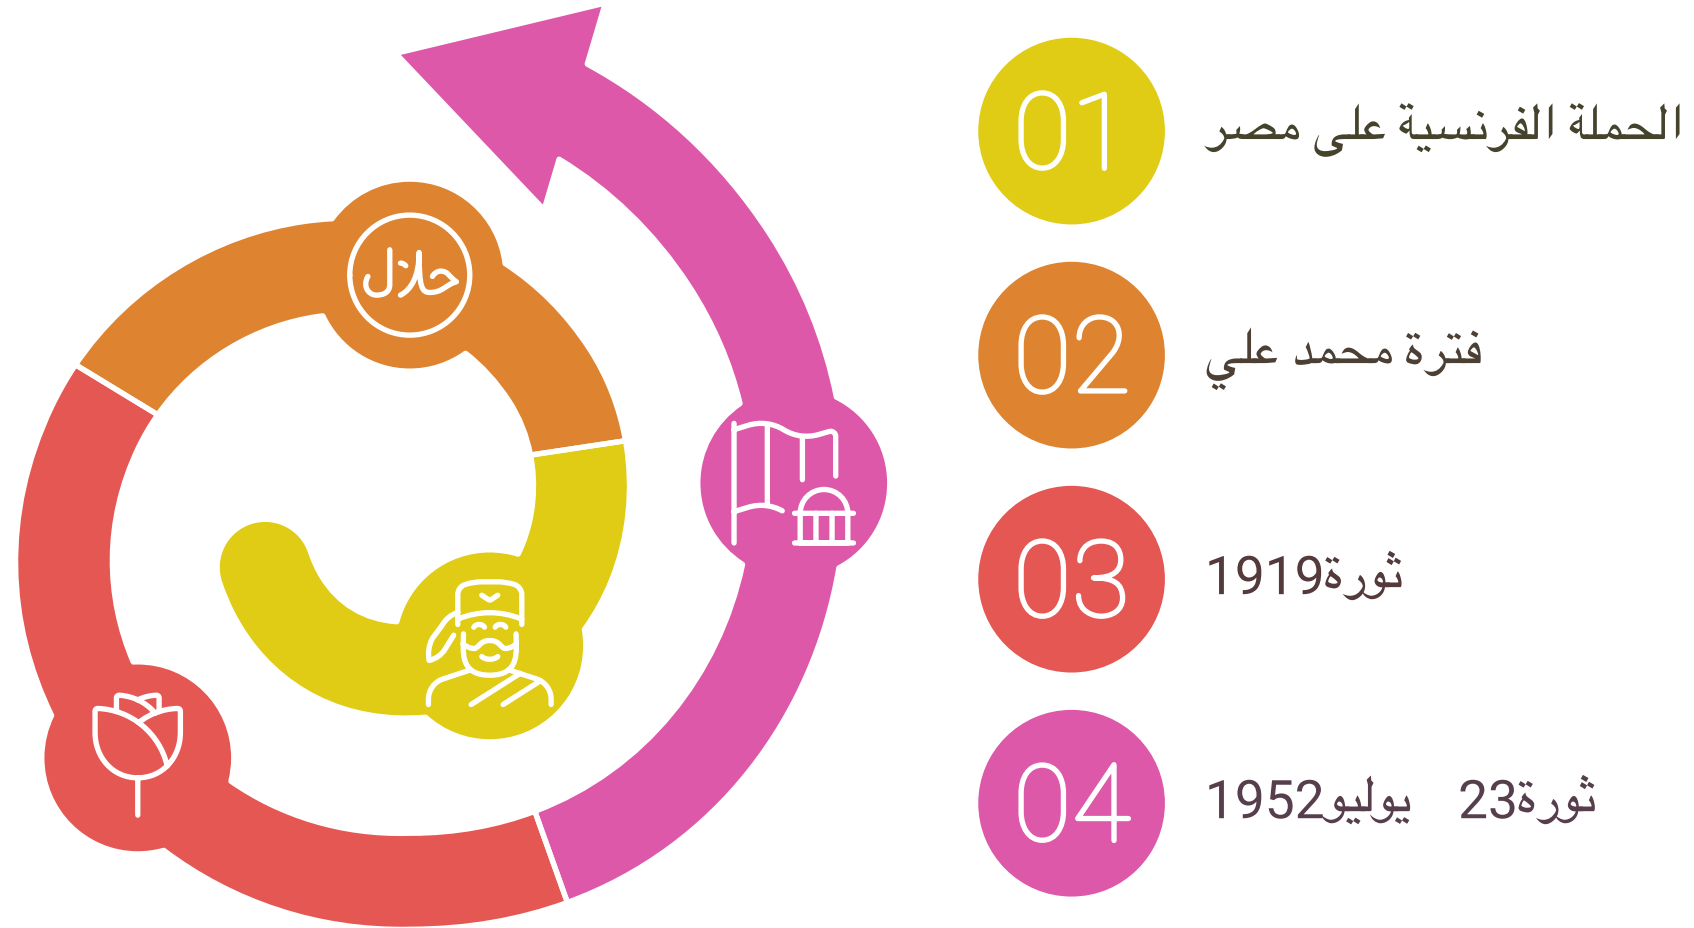 حلال
01
الحملة الفرنسية على مصر
02
فترة محمد علي
03
ثورة1919
04
ثورة23 يوليو1952